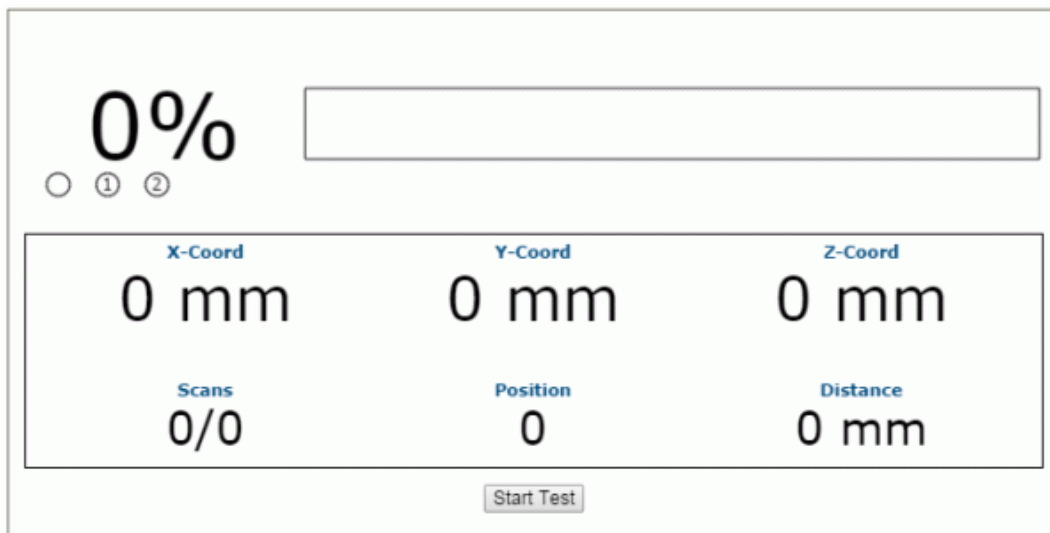 0%
① ②
X-Coord Y-Coord Z-Coord
0 mm 0 mm 0 mm
Scans Position Distance
0/0 0 0 mm
Start Test